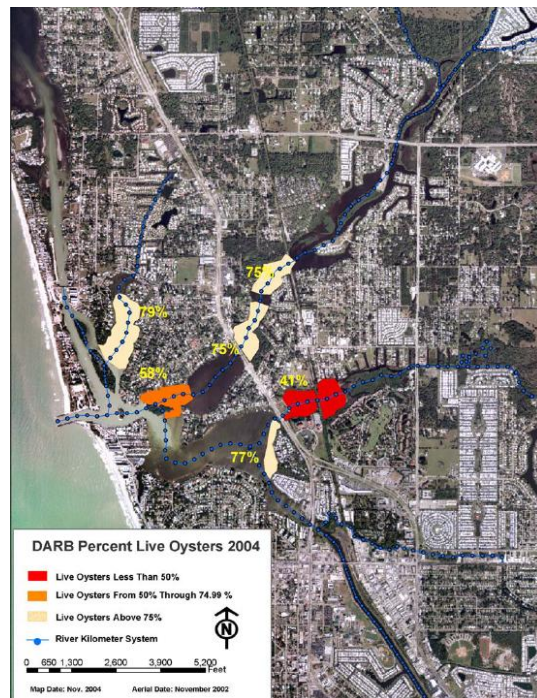 75%
79%
75%
58%
41%
77%
DARB Percent Live Oysters 2004
Live Oysters Less Than 50%
Live Oysters From 50% Through 74.99 %
Live Oysters Above 75%
River Kilometer System
N
0 650 1,300 2,600 3,900 5,200
Feet
Map Date: Nov. 2004 Aerial Date: November 2002